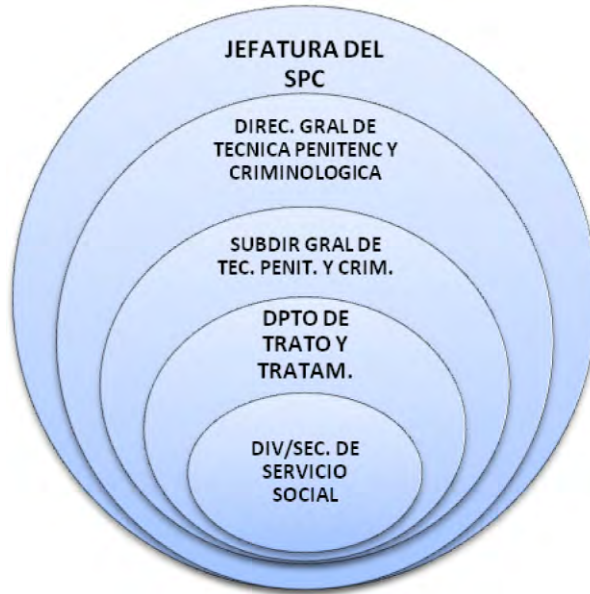 JEFATURA DEL
SPC
DIREC. GRAL DE
TECNICA PENITENC Y
CRIMINOLOGICA
SUBDIR GRAL DE
TEC. PENIT. Y CRIM.
DPTO DE
TRATO Y
TRATAM.
DIV/SEC. DE
SERVICIO
SOCIAL